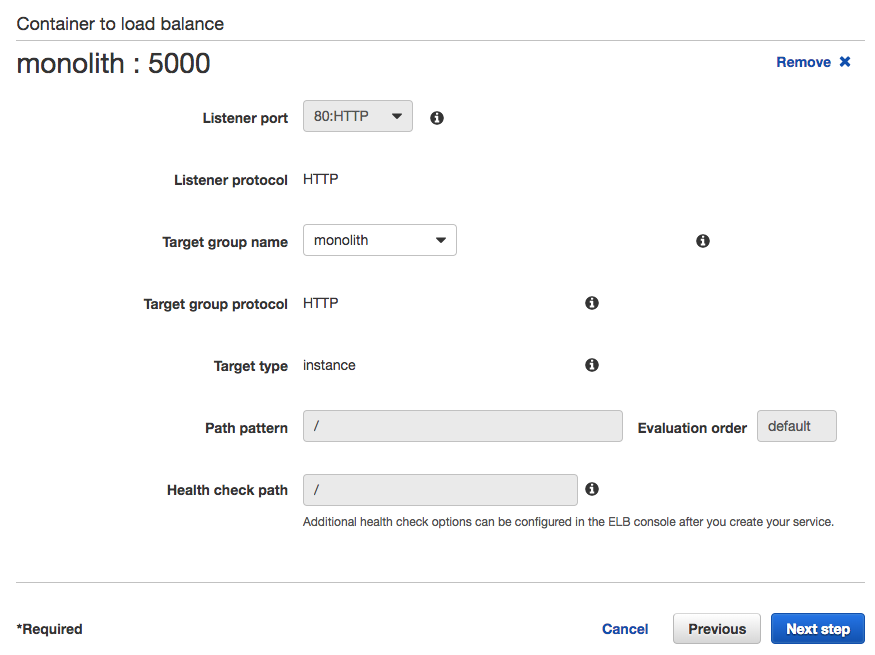 Container to load balance
monolith : 5000
Remove
Listener port 80:HTTP
Listener protocol HTTP
Target group name monolith
Target group protocol HTTP
Target type instance
Path pattern / Evaluation order default
Health check path /
Additional health check options can be configured in the ELB console after you create your service.
*Required Cancel Previous Next step